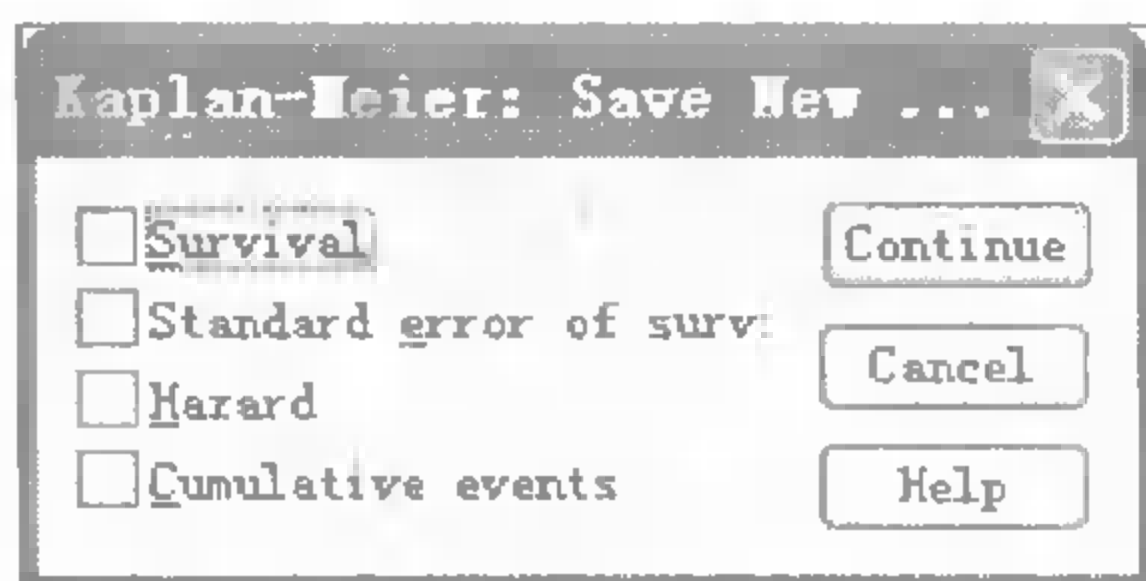 Kaplan-Meier: Save New ...
Survival
Standard error of surv
Hazard
Cumulative events
Continue
Cancel
Help